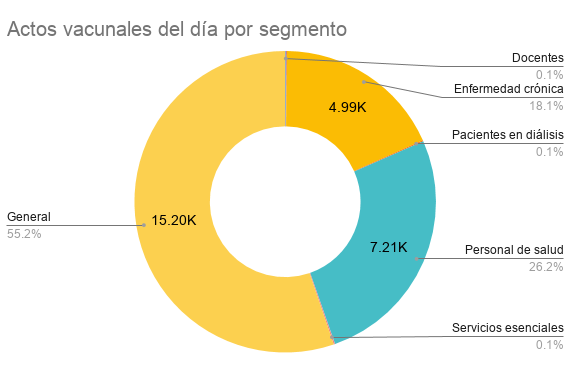 Actos vacunales del día por segmento
Docentes
0.1%
Enfermedad crónica
18.1%
4.99K
Pacientes en diálisis
0.1%
General
55.2%
15.20K
7.21K
Personal de salud
26.2%
Servicios esenciales
0.1%